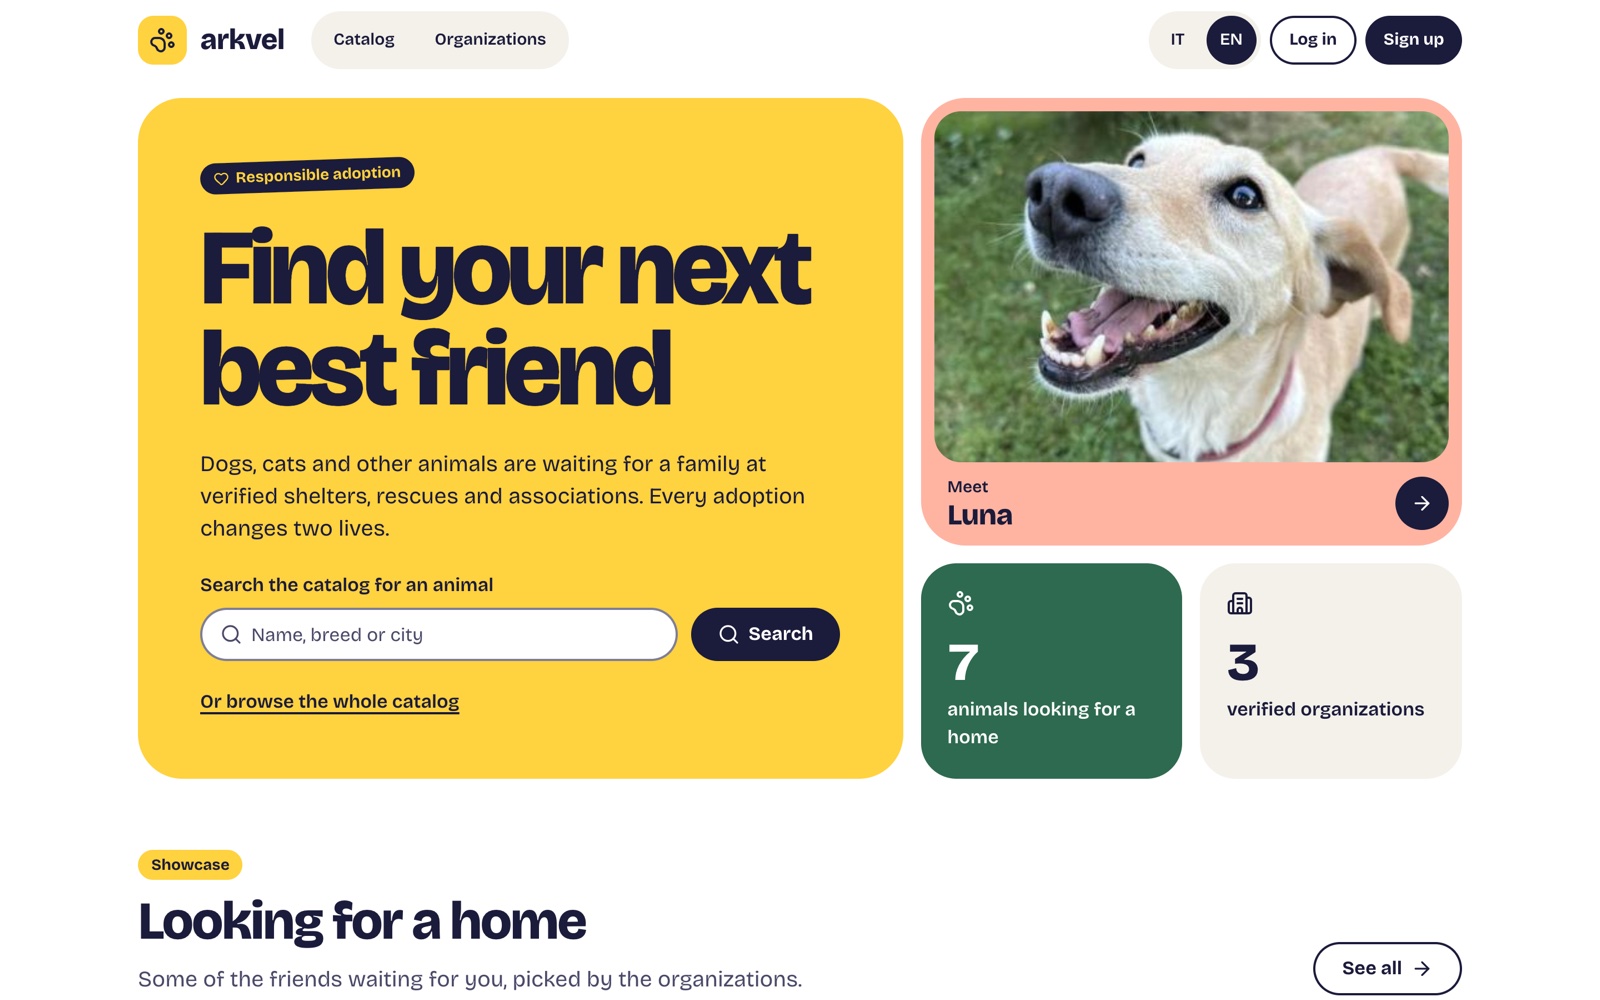 arkvel
Catalog
Organizations
IT
EN
Log in
Sign up
Responsible adoption
Find your next
best friend
Dogs, cats and other animals are waiting for a family at
verified shelters, rescues and associations. Every adoption
changes two lives.
Search the catalog for an animal
Name, breed or city
Search
Or browse the whole catalog
Meet
Luna
7
animals looking for a
home
3
verified organizations
Showcase
Looking for a home
Some of the friends waiting for you, picked by the organizations.
See all